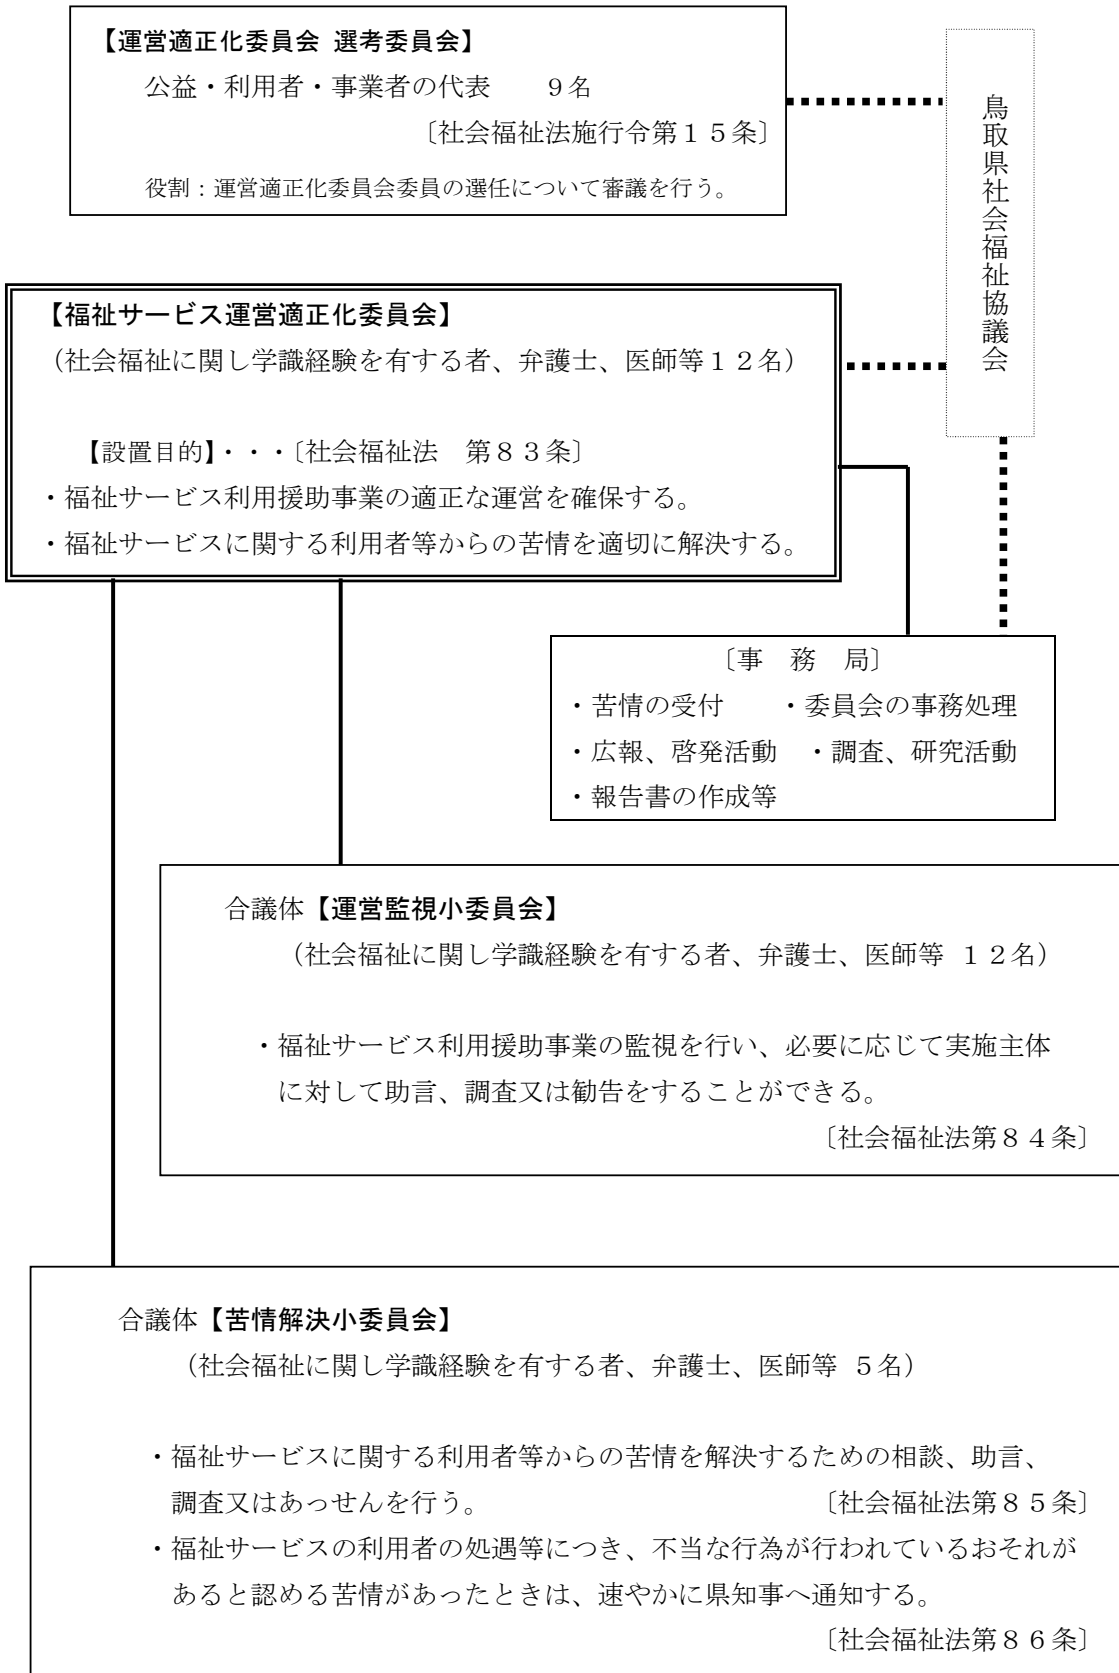 【運営適正化委員会 選考委員会】
公益・利用者・事業者の代表　　９名
〔社会福祉法施行令第１５条〕
役割：運営適正化委員会委員の選任について審議を行う。
鳥取県社会福祉協議会
【福祉サービス運営適正化委員会】
（社会福祉に関し学識経験を有する者、弁護士、医師等１２名）
【設置目的】・・・〔社会福祉法　第８３条〕
・福祉サービス利用援助事業の適正な運営を確保する。
・福祉サービスに関する利用者等からの苦情を適切に解決する。
〔事　務　局〕
・苦情の受付　　・委員会の事務処理
・広報、啓発活動　・調査、研究活動
・報告書の作成等
合議体【運営監視小委員会】
（社会福祉に関し学識経験を有する者、弁護士、医師等 １２名）
・福祉サービス利用援助事業の監視を行い、必要に応じて実施主体
に対して助言、調査又は勧告をすることができる。
〔社会福祉法第８４条〕
合議体【苦情解決小委員会】
（社会福祉に関し学識経験を有する者、弁護士、医師等 ５名）
・福祉サービスに関する利用者等からの苦情を解決するための相談、助言、
調査又はあっせんを行う。　　〔社会福祉法第８５条〕
・福祉サービスの利用者の処遇等につき、不当な行為が行われているおそれが
あると認める苦情があったときは、速やかに県知事へ通知する。
〔社会福祉法第８６条〕